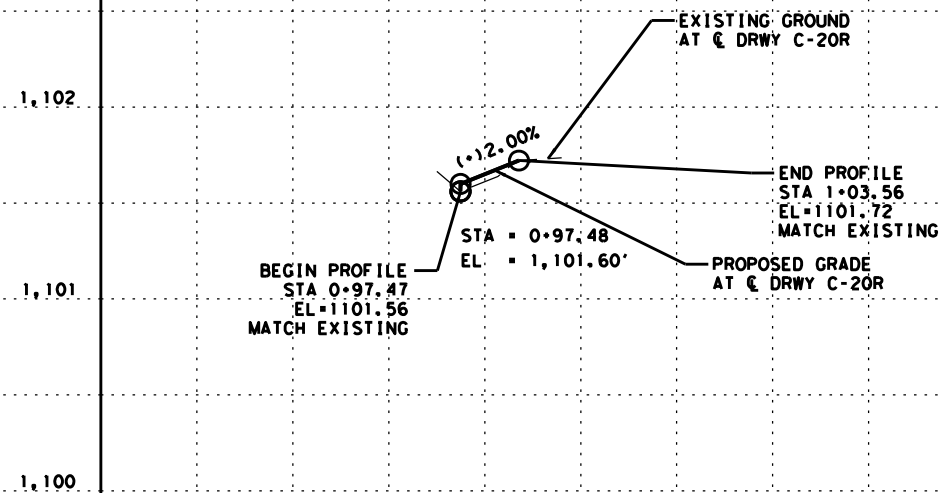 EXISTING GROUND
AT ℄ DRWY C-20R
1,102
(+)2.00%
END PROFILE
STA 1+03.56
EL=1101.72
MATCH EXISTING
STA = 0+97.48
EL = 1,101.60'
PROPOSED GRADE
AT ℄ DRWY C-20R
BEGIN PROFILE
STA 0+97.47
EL=1101.56
MATCH EXISTING
1,101
1,100